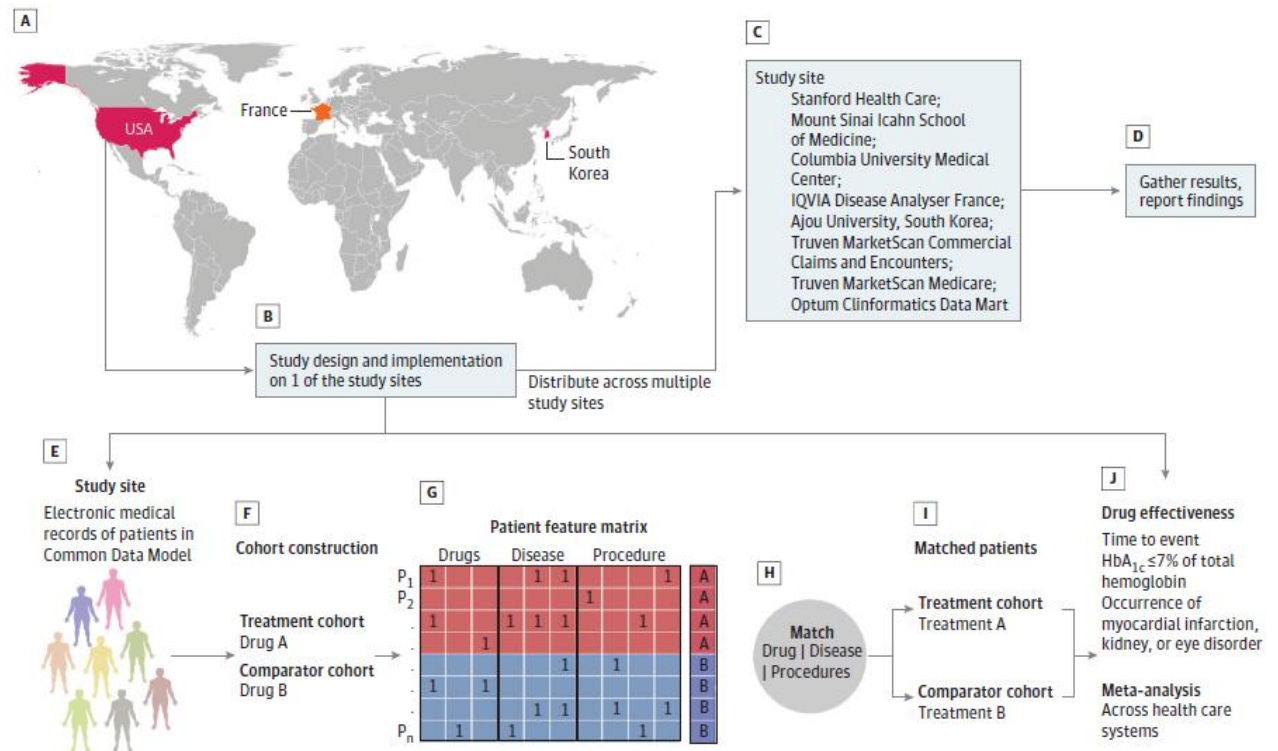 A
USA
France
South
Korea
B
Study design and implementation
on 1 of the study sites
Distribute across multiple
study sites
C
Study site
Stanford Health Care;
Mount Sinai Icahn School
of Medicine;
Columbia University Medical
Center;
IQVIA Disease Analyser France;
Ajou University, South Korea;
Truven MarketScan Commercial
Claims and Encounters;
Truven MarketScan Medicare;
Optum Clinformatics Data Mart
D
Gather results,
report findings
E
Study site
Electronic medical
records of patients in
Common Data Model
F
Cohort construction
Treatment cohort
Drug A
Comparator cohort
Drug B
G
Patient feature matrix
Drugs Disease Procedure
P1 1 1 1 1 A
P2 1 A
. 1 1 1 1 1 A
. 1 A
. 1 1 B
. 1 1 B
. 1 1 1 1 B
Pn 1 1 1 B
H
Match
Drug | Disease
| Procedures
I
Matched patients
Treatment cohort
Treatment A
Comparator cohort
Treatment B
J
Drug effectiveness
Time to event
HbA1c ≤7% of total
hemoglobin
Occurrence of
myocardial infarction,
kidney, or eye disorder
Meta-analysis
Across health care
systems